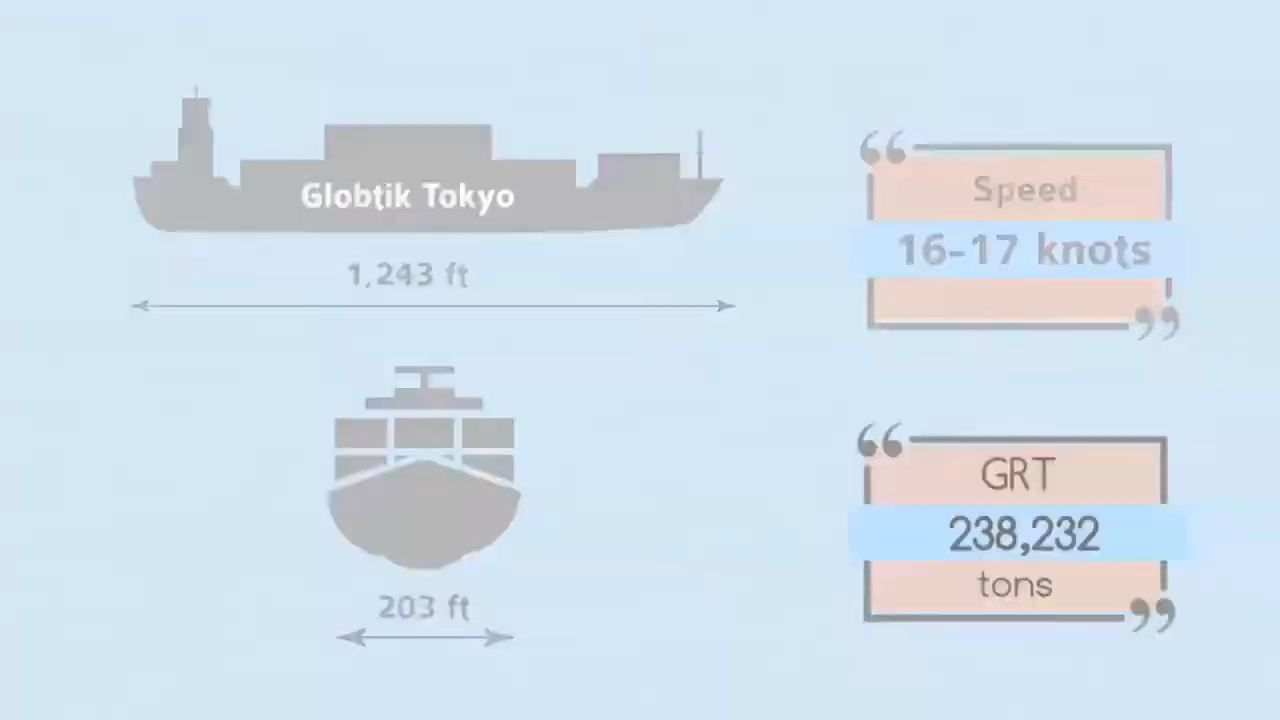 Globtik Tokyo
1,243 ft
203 ft
Speed
16-17 knots
GRT
238,232
tons